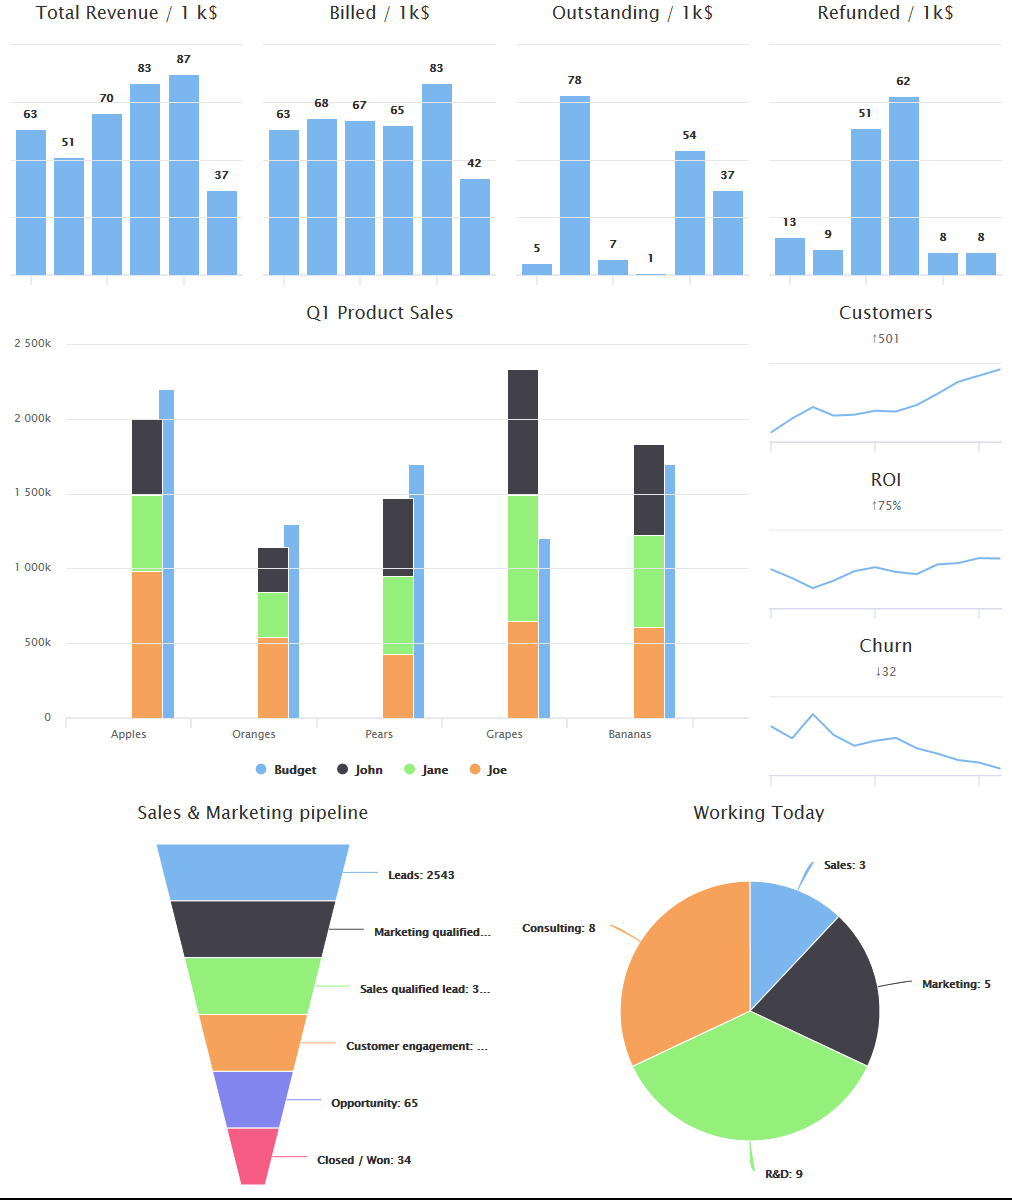 Total Revenue / 1 k$
63
51
70
83
87
37
Billed / 1k$
63
68
67
65
83
42
Outstanding / 1k$
5
78
7
1
54
37
Refunded / 1k$
13
9
51
62
8
8
Q1 Product Sales
2 500k
2 000k
1 500k
1 000k
500k
0
Apples
Oranges
Pears
Grapes
Bananas
Budget
John
Jane
Joe
Customers
↑501
ROI
↑75%
Churn
↓32
Sales & Marketing pipeline
Leads: 2543
Marketing qualified...
Sales qualified lead: 3...
Customer engagement: ...
Opportunity: 65
Closed / Won: 34
Working Today
Sales: 3
Consulting: 8
Marketing: 5
R&D: 9